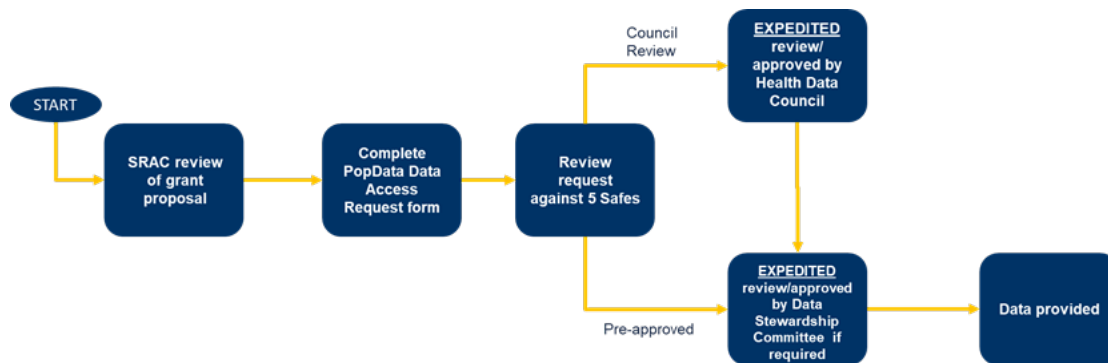 START
SRAC review
of grant
proposal
Complete
PopData Data
Access
Request form
Review
request
against 5 Safes
Council
Review
EXPEDITED
review/
approved by
Health Data
Council
Pre-approved
EXPEDITED
review/approved
by Data
Stewardship
Committee if
required
Data provided